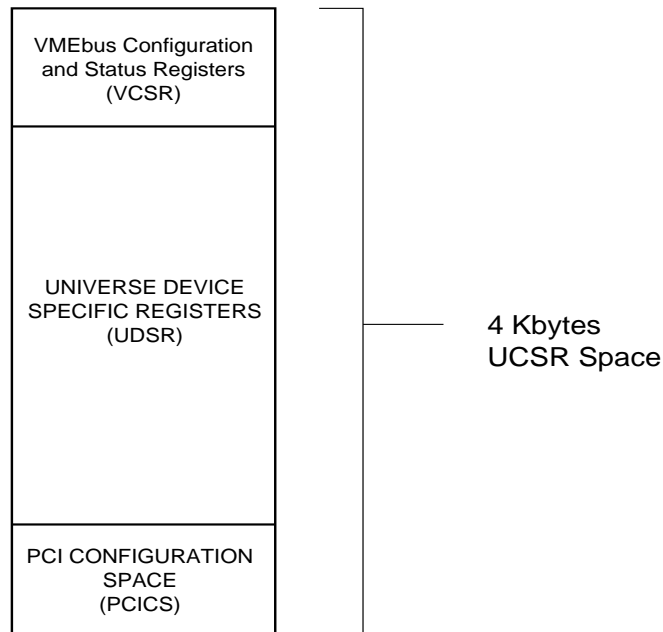 VMEbus Configuration
and Status Registers
(VCSR)
UNIVERSE DEVICE
SPECIFIC REGISTERS
(UDSR)
4 Kbytes
UCSR Space
PCI CONFIGURATION
SPACE
(PCICS)